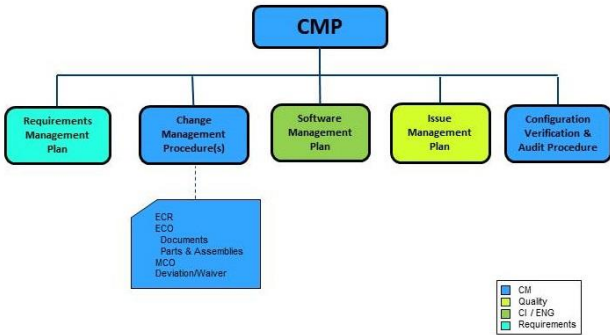 CMP
Requirements
Management
Plan
Change
Management
Procedure(s)
Software
Management
Plan
Issue
Management
Plan
Configuration
Verification &
Audit Procedure
ECR
ECO
Documents
Parts & Assemblies
MCO
Deviation/Waiver
CM
Quality
CI / ENG
Requirements